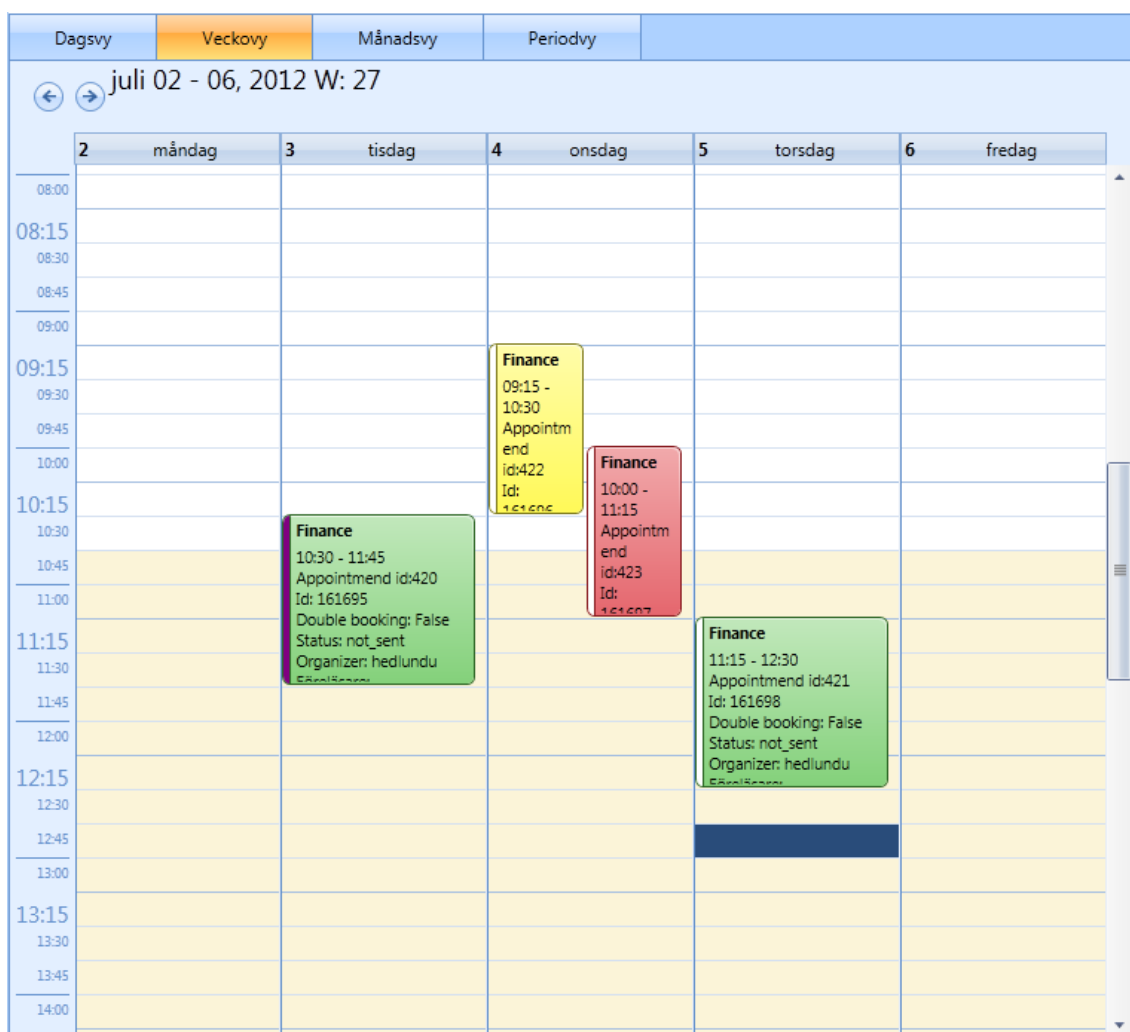 Dagsvy Veckovy Månadsvy Periodvy
juli 02 - 06, 2012 W: 27
2 måndag 3 tisdag 4 onsdag 5 torsdag 6 fredag
08:00
08:15
08:30
08:45
09:00
09:15
09:30
09:45
10:00
10:15
10:30
10:45
11:00
11:15
11:30
11:45
12:00
12:15
12:30
12:45
13:00
13:15
13:30
13:45
14:00
Finance
10:30 - 11:45
Appointmend id:420
Id: 161695
Double booking: False
Status: not_sent
Organizer: hedlundu
Föreläsare:
Finance
09:15 -
10:30
Appointm
end
id:422
Id:
161696
Finance
10:00 -
11:15
Appointm
end
id:423
Id:
161697
Finance
11:15 - 12:30
Appointmend id:421
Id: 161698
Double booking: False
Status: not_sent
Organizer: hedlundu
Föreläsare: